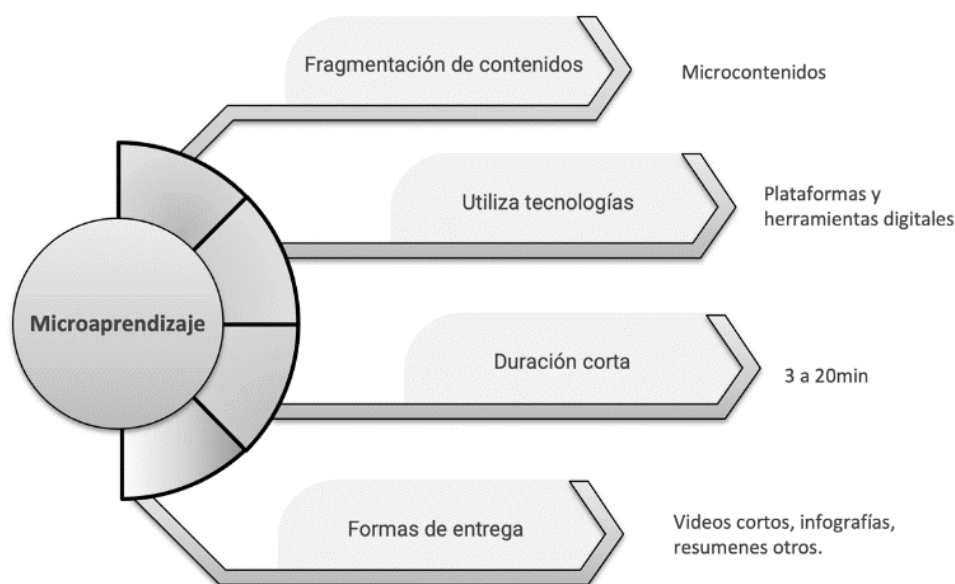 Fragmentación de contenidos
Microcontenidos
Utiliza tecnologías
Plataformas y
herramientas digitales
Microaprendizaje
Duración corta
3 a 20min
Formas de entrega
Videos cortos, infografías,
resumenes otros.